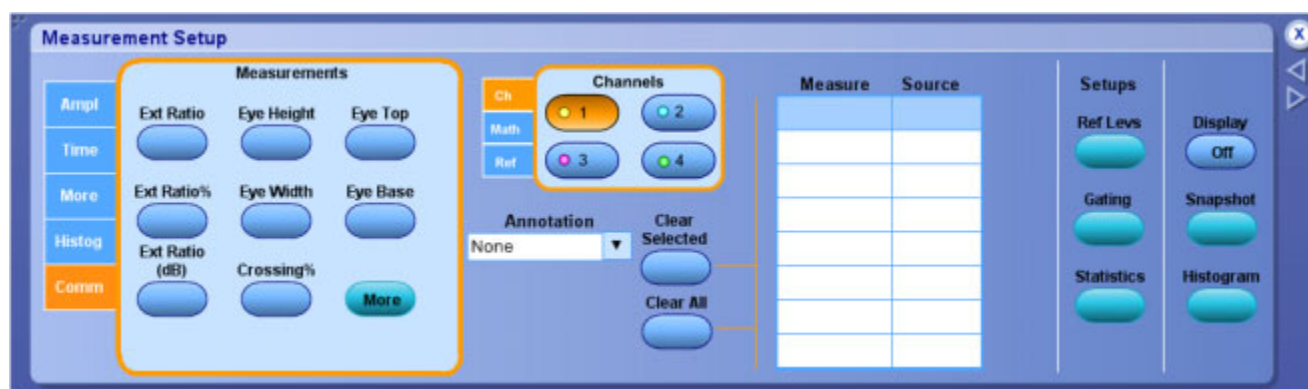 Measurement Setup
X
Ampl
Time
More
Histog
Comm
Measurements
Ext Ratio
Eye Height
Eye Top
Ext Ratio%
Eye Width
Eye Base
Ext Ratio
(dB)
Crossing%
More
Ch
Math
Ref
Channels
1
2
3
4
Annotation
None
Clear
Selected
Clear All
Measure
Source
Setups
Ref Levs
Gating
Statistics
Display
Off
Snapshot
Histogram